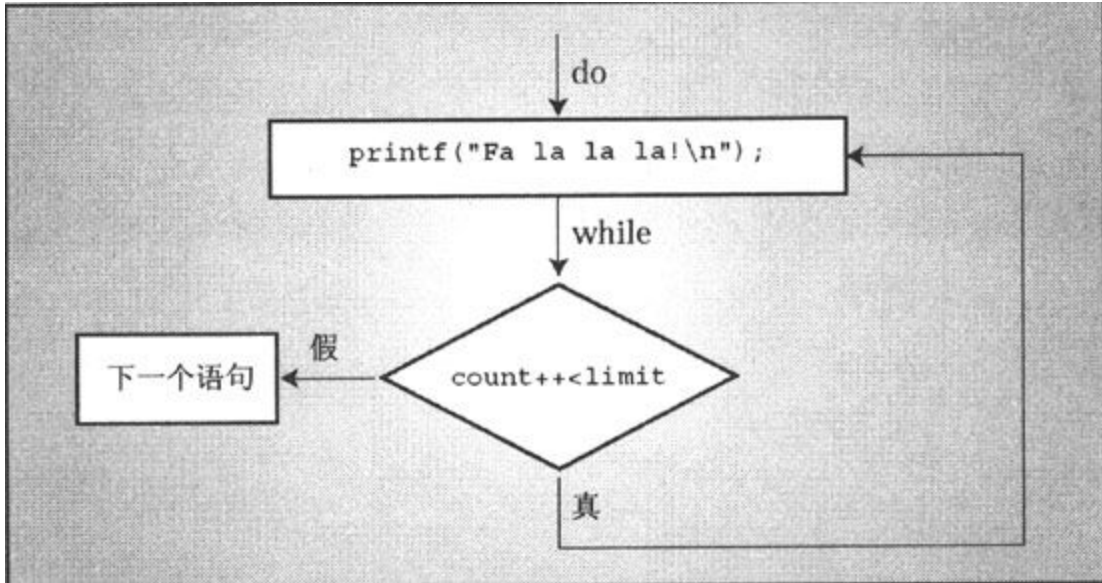 do
printf("Fa la la la!\n");
while
假
下一个语句
count++<limit
真